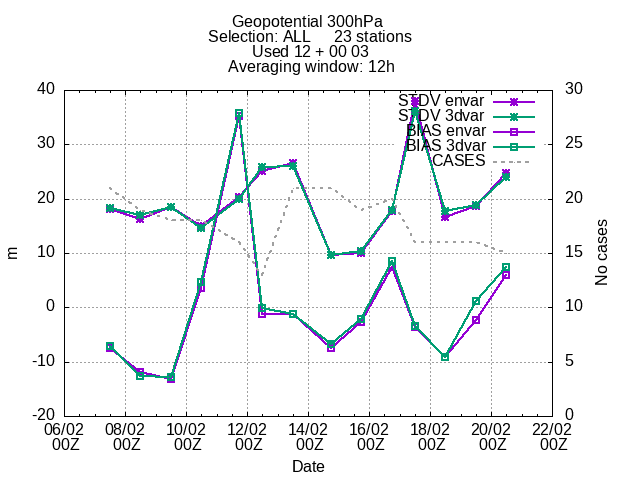 Geopotential 300hPa
Selection: ALL 23 stations
Used 12 + 00 03
Averaging window: 12h
STDV envar
STDV 3dvar
BIAS envar
BIAS 3dvar
CASES
40
30
20
10
0
-10
-20
m
30
25
20
15
10
5
0
No cases
06/02 08/02 10/02 12/02 14/02 16/02 18/02 20/02 22/02
00Z 00Z 00Z 00Z 00Z 00Z 00Z 00Z 00Z
Date